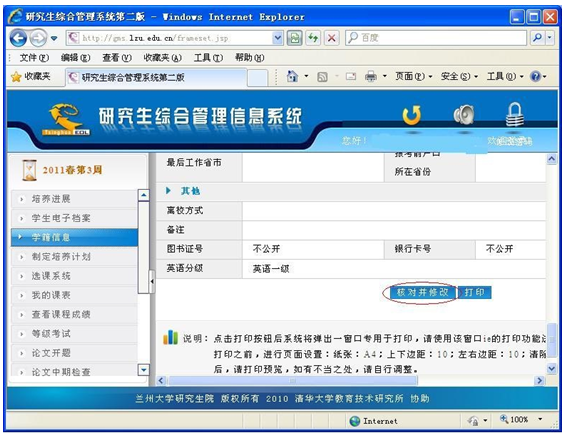 研究生综合管理系统第二版 - Windows Internet Explorer
http://gms.lzu.edu.cn/frameset.jsp
百度
文件(F) 编辑(E) 查看(V) 收藏夹(A) 工具(T) 帮助(H)
收藏夹 研究生综合管理系统第二版 页面(P) 安全(S) 工具(O)
研究生综合管理信息系统
Tsinghua EDL
您好!
2011春第3周
最后工作省市
所在省份
培养进展
其他
学生电子档案
离校方式
学籍信息
备注
制定培养计划
图书证号 不公开 银行卡号 不公开
选课系统
英语分级 英语一级
我的课表
核对并修改 打印
查看课程成绩
等级考试
说明:点击打印按钮后系统将弹出一窗口专用于打印,请使用该窗口ie的打印功能
论文开题
打印之前,进行页面设置:纸张:A4;上下边距:10;左右边距:10;清除
论文中期检查
后,请打印预览,如有不当之处,请自行调整。
兰州大学研究生院 版权所有 2010 清华大学教育技术研究所 协助
Internet 100%